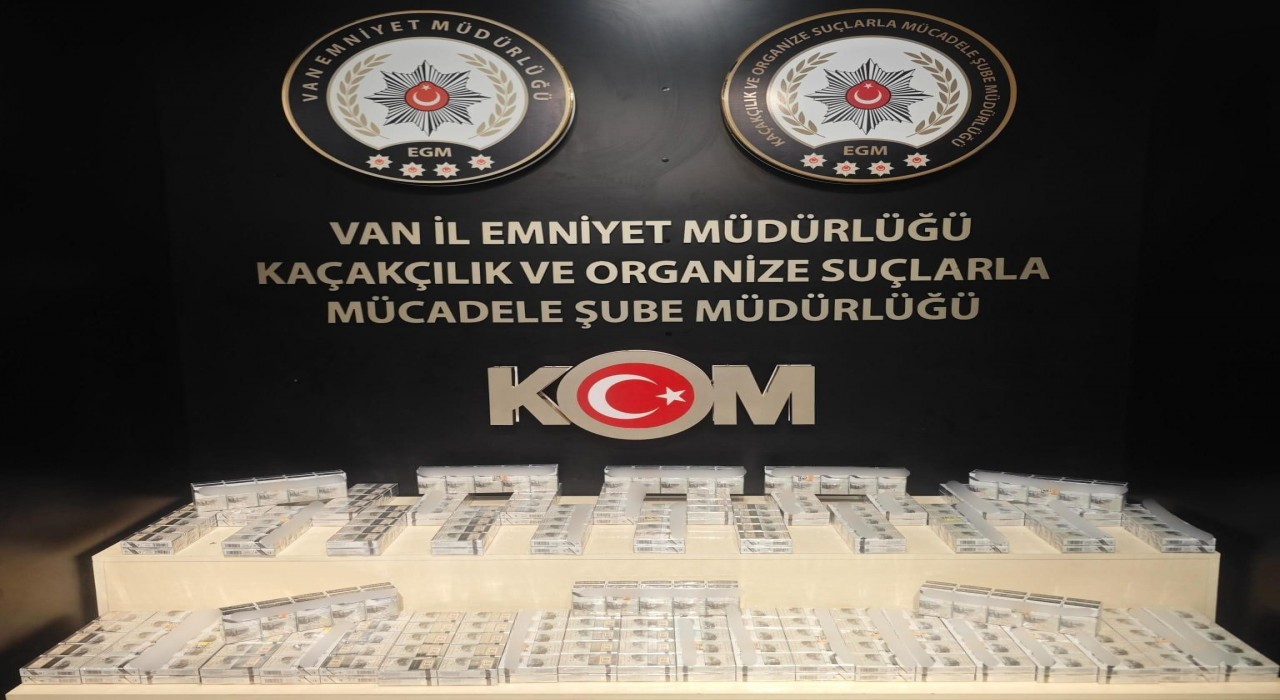 VAN EMNİYET MÜDÜRLÜĞÜ
EGM
KAÇAKÇILIK VE ORGANİZE SUÇLARLA MÜCADELE ŞUBE MÜDÜRLÜĞÜ
EGM
VAN İL EMNİYET MÜDÜRLÜĞÜ
KAÇAKÇILIK VE ORGANİZE SUÇLARLA
MÜCADELE ŞUBE MÜDÜRLÜĞÜ
KOM